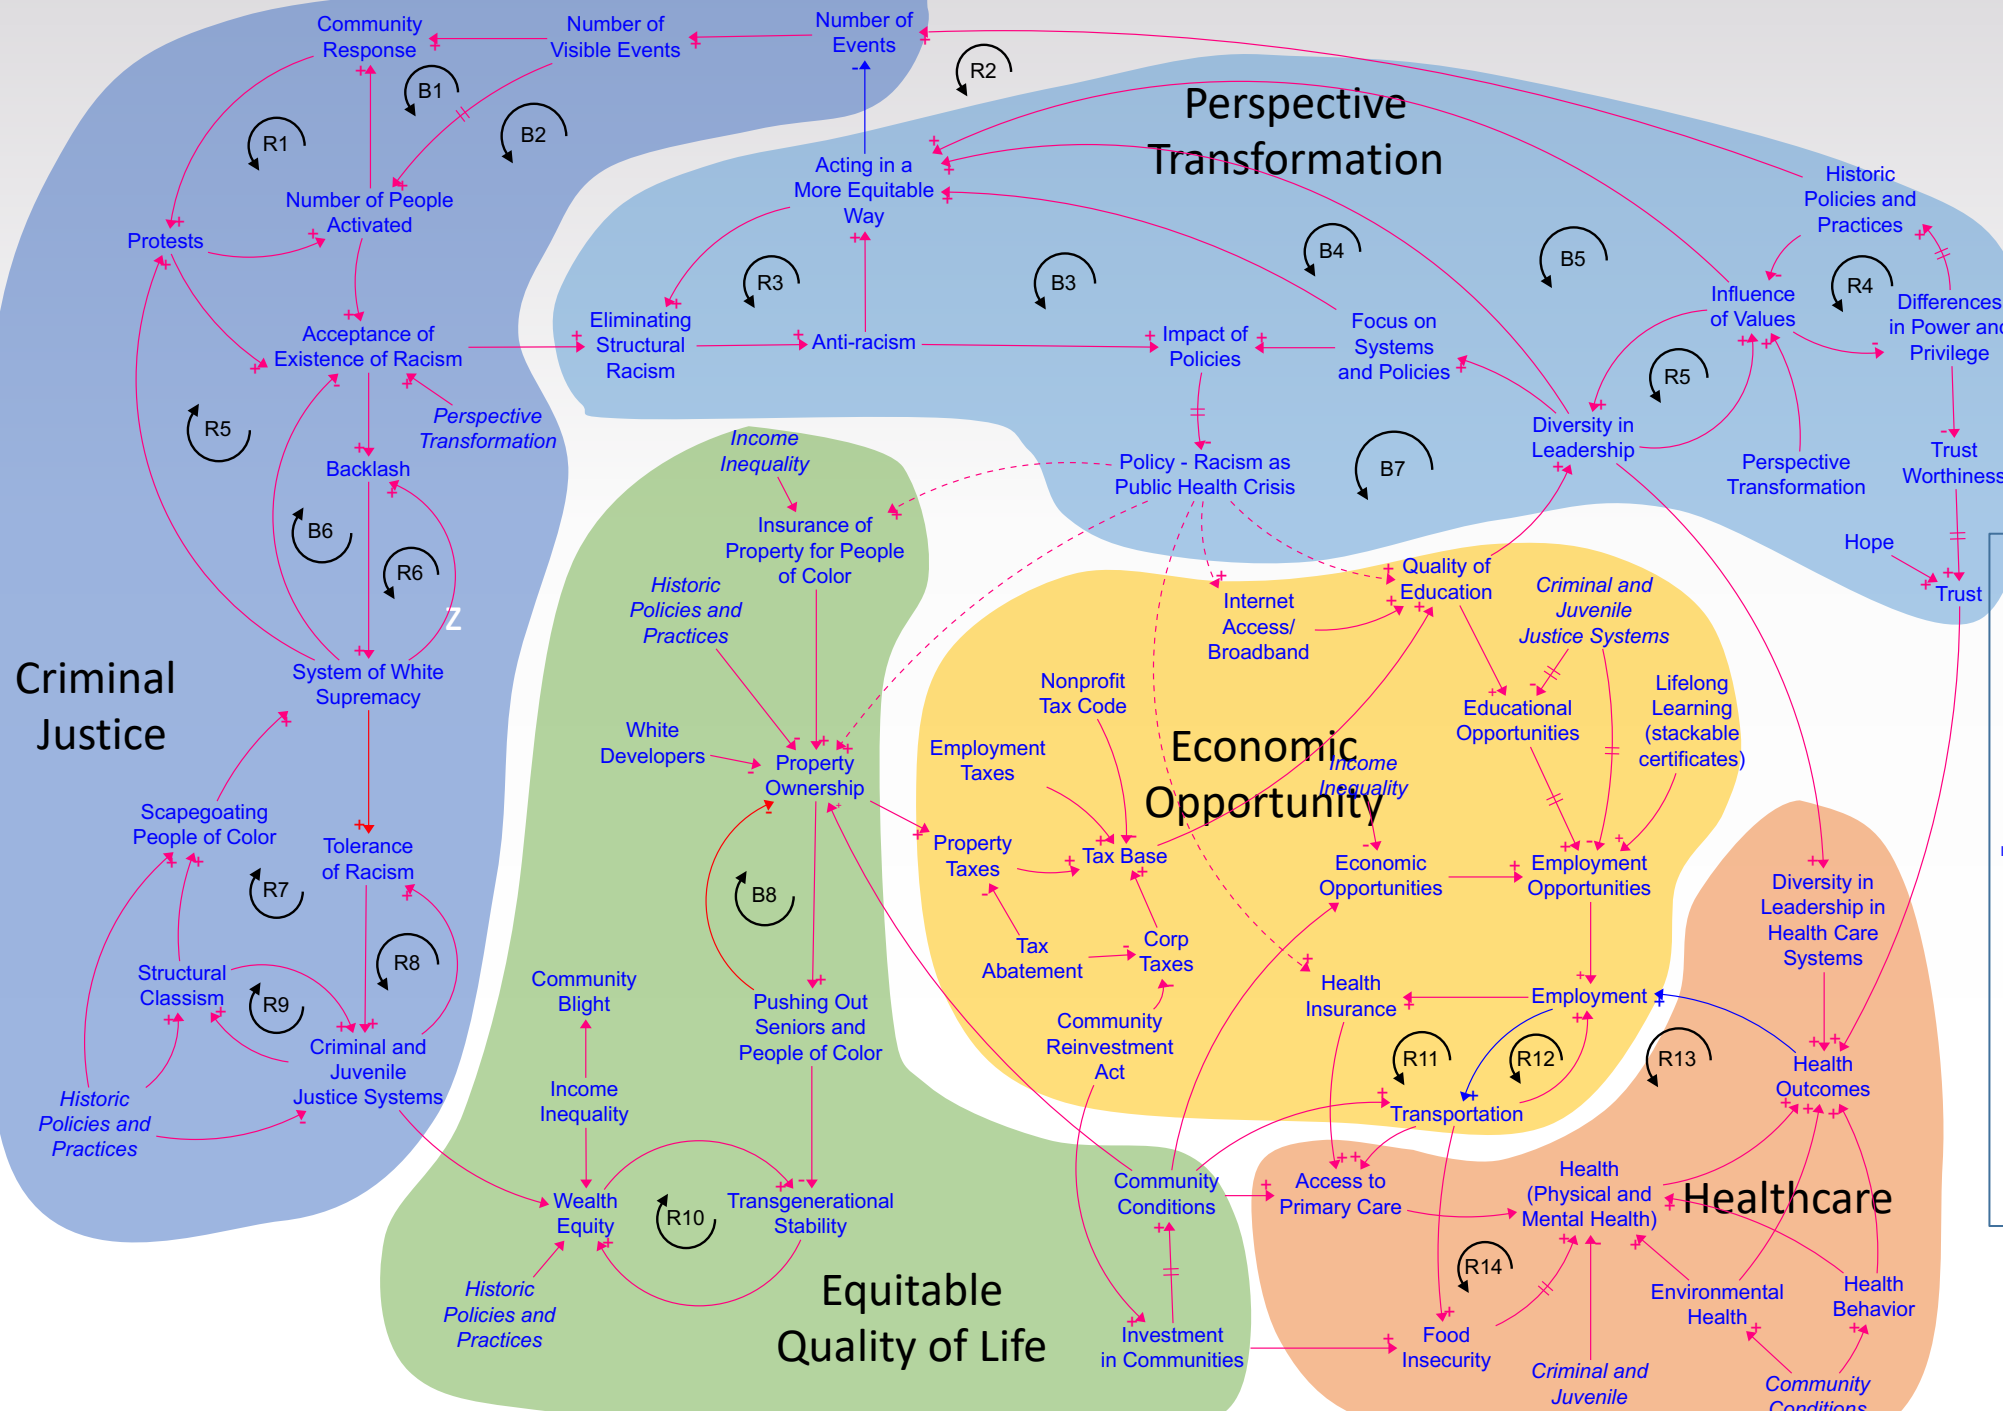 Community
Response
Number of
Visible Events
Number of
Events
B1
B2
R1
R2
Number of People
Activated
Protests
Acceptance of
Existence of Racism
Perspective
Transformation
Backlash
R5
B6
R6
Z
System of White
Supremacy
Criminal
Justice
Scapegoating
People of Color
Tolerance
of Racism
R7
R8
R9
Structural
Classism
Criminal and
Juvenile
Justice Systems
Historic
Policies and
Practices
Perspective
Transformation
Acting in a
More Equitable
Way
R3
B3
B4
B5
Eliminating
Structural
Racism
Anti-racism
Impact of
Policies
Focus on
Systems
and Policies
Historic
Policies and
Practices
Influence
of Values
R4
Differences
in Power and
Privilege
R5
Diversity in
Leadership
Perspective
Transformation
Trust
Worthiness
Hope
Trust
B7
Policy - Racism as
Public Health Crisis
Income
Inequality
Insurance of
Property for People
of Color
Historic
Policies and
Practices
White
Developers
Property
Ownership
B8
Community
Blight
Pushing Out
Seniors and
People of Color
Income
Inequality
Wealth
Equity
R10
Transgenerational
Stability
Historic
Policies and
Practices
Equitable
Quality of Life
Community
Conditions
Investment
in Communities
Quality of
Education
Internet
Access/
Broadband
Criminal and
Juvenile
Justice Systems
Nonprofit
Tax Code
Educational
Opportunities
Lifelong
Learning
(stackable
certificates)
Employment
Taxes
Economic
Opportunity
Income
Inequality
Property
Taxes
Tax Base
Economic
Opportunities
Employment
Opportunities
Tax
Abatement
Corp
Taxes
Health
Insurance
Employment
Community
Reinvestment
Act
R11
R12
R13
Transportation
Diversity in
Leadership in
Health Care
Systems
Health
Outcomes
Access to
Primary Care
Health
(Physical and
Mental Health)
Healthcare
R14
Food
Insecurity
Environmental
Health
Health
Behavior
Criminal and
Juvenile
Community
Conditions